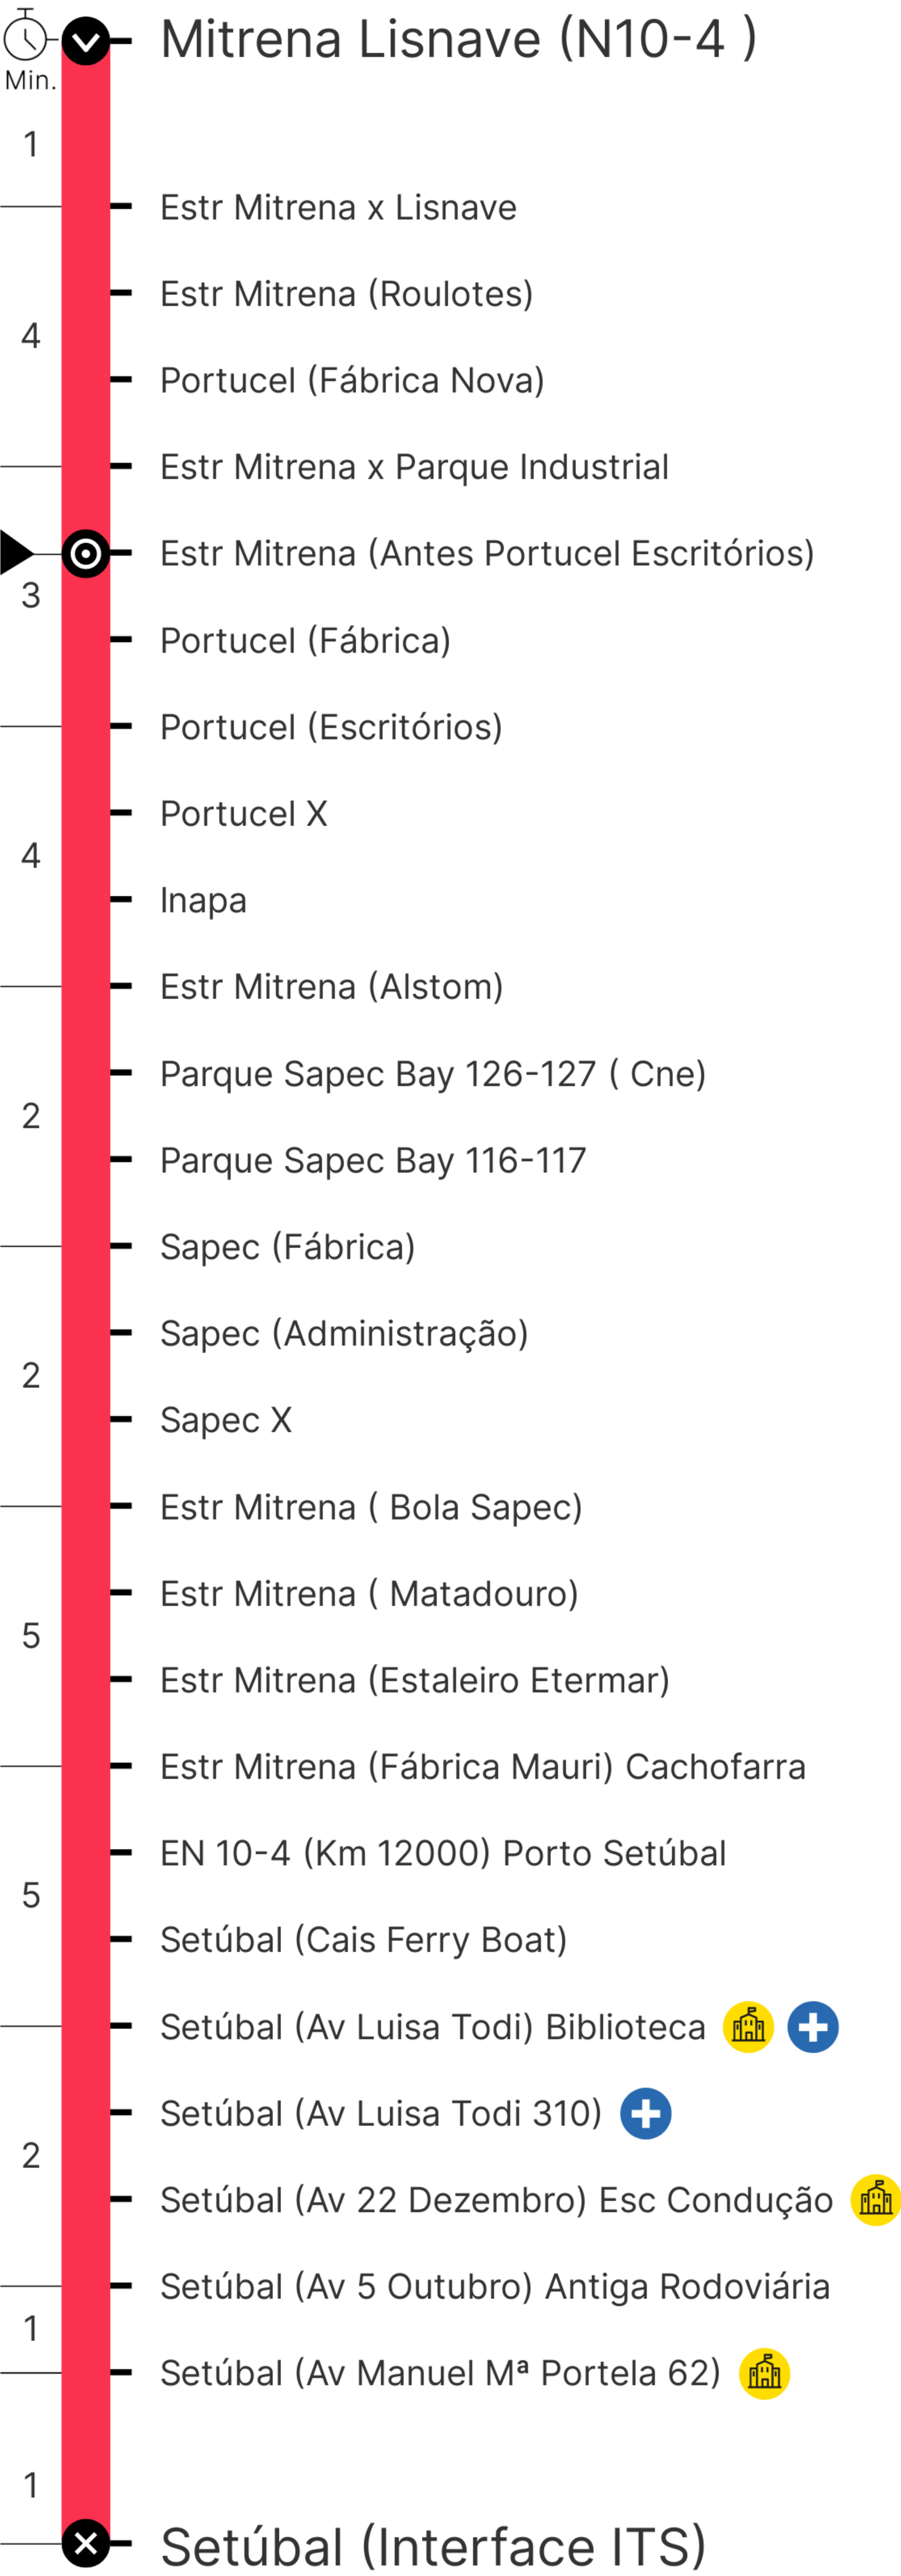 Mitrena Lisnave (N10-4 )
Min.
1
Estr Mitrena x Lisnave
Estr Mitrena (Roulotes)
4
Portucel (Fábrica Nova)
Estr Mitrena x Parque Industrial
Estr Mitrena (Antes Portucel Escritórios)
3
Portucel (Fábrica)
Portucel (Escritórios)
Portucel X
4
Inapa
Estr Mitrena (Alstom)
Parque Sapec Bay 126-127 ( Cne)
2
Parque Sapec Bay 116-117
Sapec (Fábrica)
Sapec (Administração)
2
Sapec X
Estr Mitrena ( Bola Sapec)
Estr Mitrena ( Matadouro)
5
Estr Mitrena (Estaleiro Etermar)
Estr Mitrena (Fábrica Mauri) Cachofarra
EN 10-4 (Km 12000) Porto Setúbal
5
Setúbal (Cais Ferry Boat)
Setúbal (Av Luisa Todi) Biblioteca
Setúbal (Av Luisa Todi 310)
2
Setúbal (Av 22 Dezembro) Esc Condução
Setúbal (Av 5 Outubro) Antiga Rodoviária
1
Setúbal (Av Manuel Mª Portela 62)
1
Setúbal (Interface ITS)